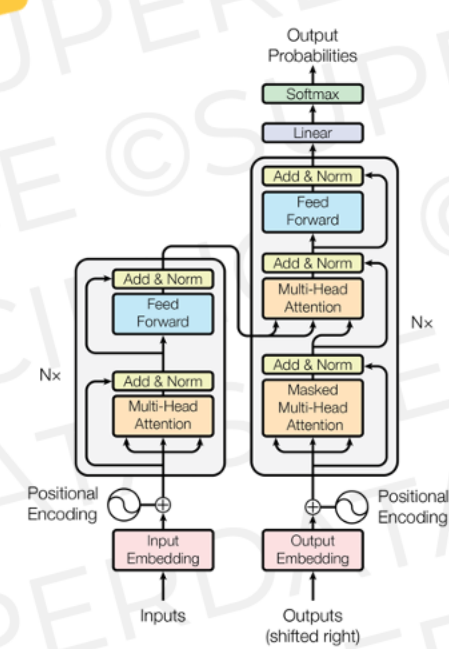 Output
Probabilities
Softmax
Linear
Add & Norm
Feed
Forward
Add & Norm
Multi-Head
Attention
Add & Norm
Masked
Multi-Head
Attention
Nx
Add & Norm
Feed
Forward
Add & Norm
Multi-Head
Attention
Nx
Positional
Encoding
Positional
Encoding
Input
Embedding
Output
Embedding
Inputs
Outputs
(shifted right)